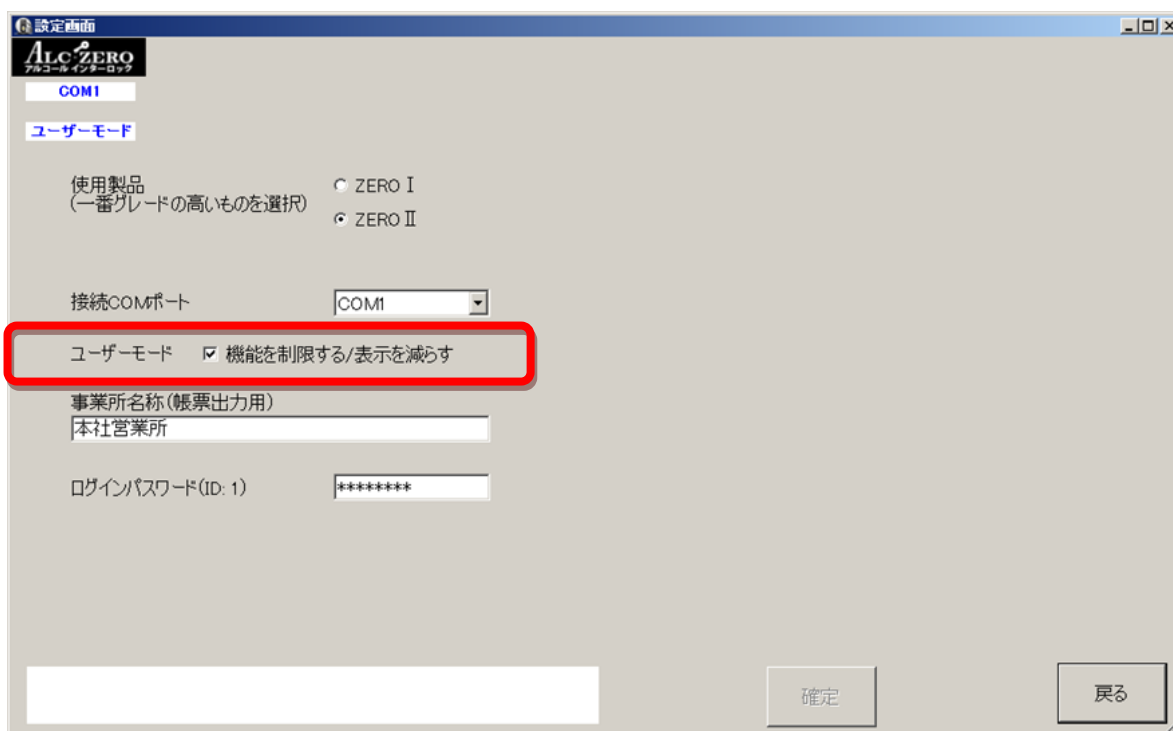 設定画面
ALC ZERO
アルコールインターロック
COM1
ユーザーモード
使用製品
(一番グレードの高いものを選択)
ZERO Ⅰ
ZERO Ⅱ
接続COMポート
COM1
ユーザーモード 機能を制限する/表示を減らす
事業所名称(帳票出力用)
本社営業所
ログインパスワード(ID: 1)
********
確定
戻る